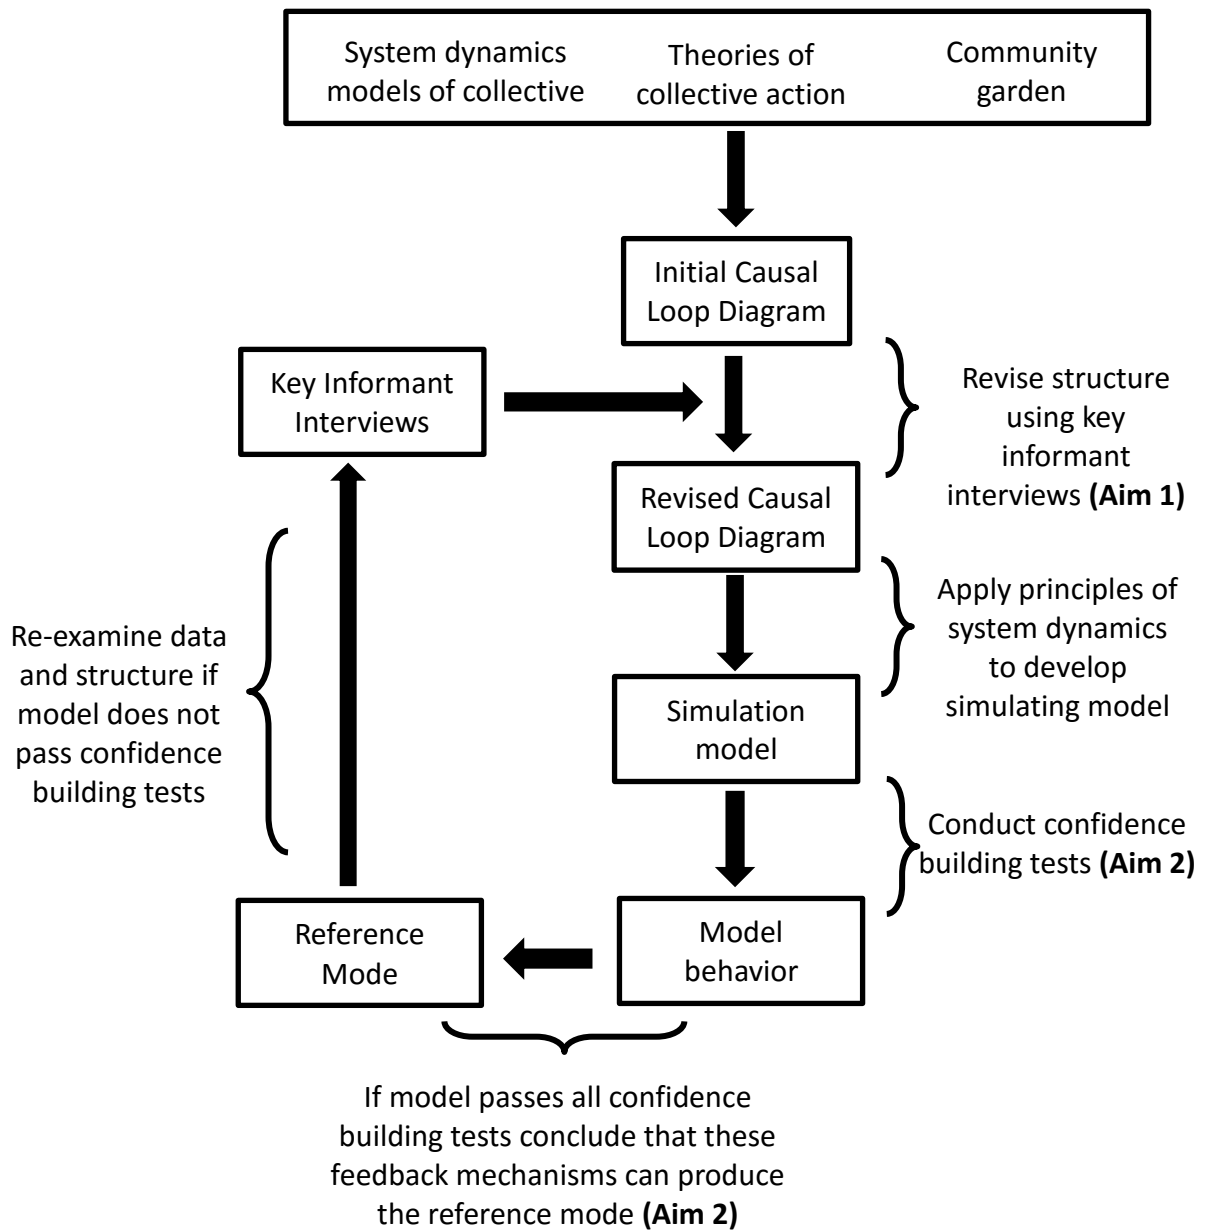 System dynamics
models of collective
Theories of
collective action
Community
garden
Initial Causal
Loop Diagram
Key Informant
Interviews
Revise structure
using key
informant
interviews (Aim 1)
Revised Causal
Loop Diagram
Apply principles of
system dynamics
to develop
simulating model
Re-examine data
and structure if
model does not
pass confidence
building tests
Simulation
model
Conduct confidence
building tests (Aim 2)
Reference
Mode
Model
behavior
If model passes all confidence
building tests conclude that these
feedback mechanisms can produce
the reference mode (Aim 2)